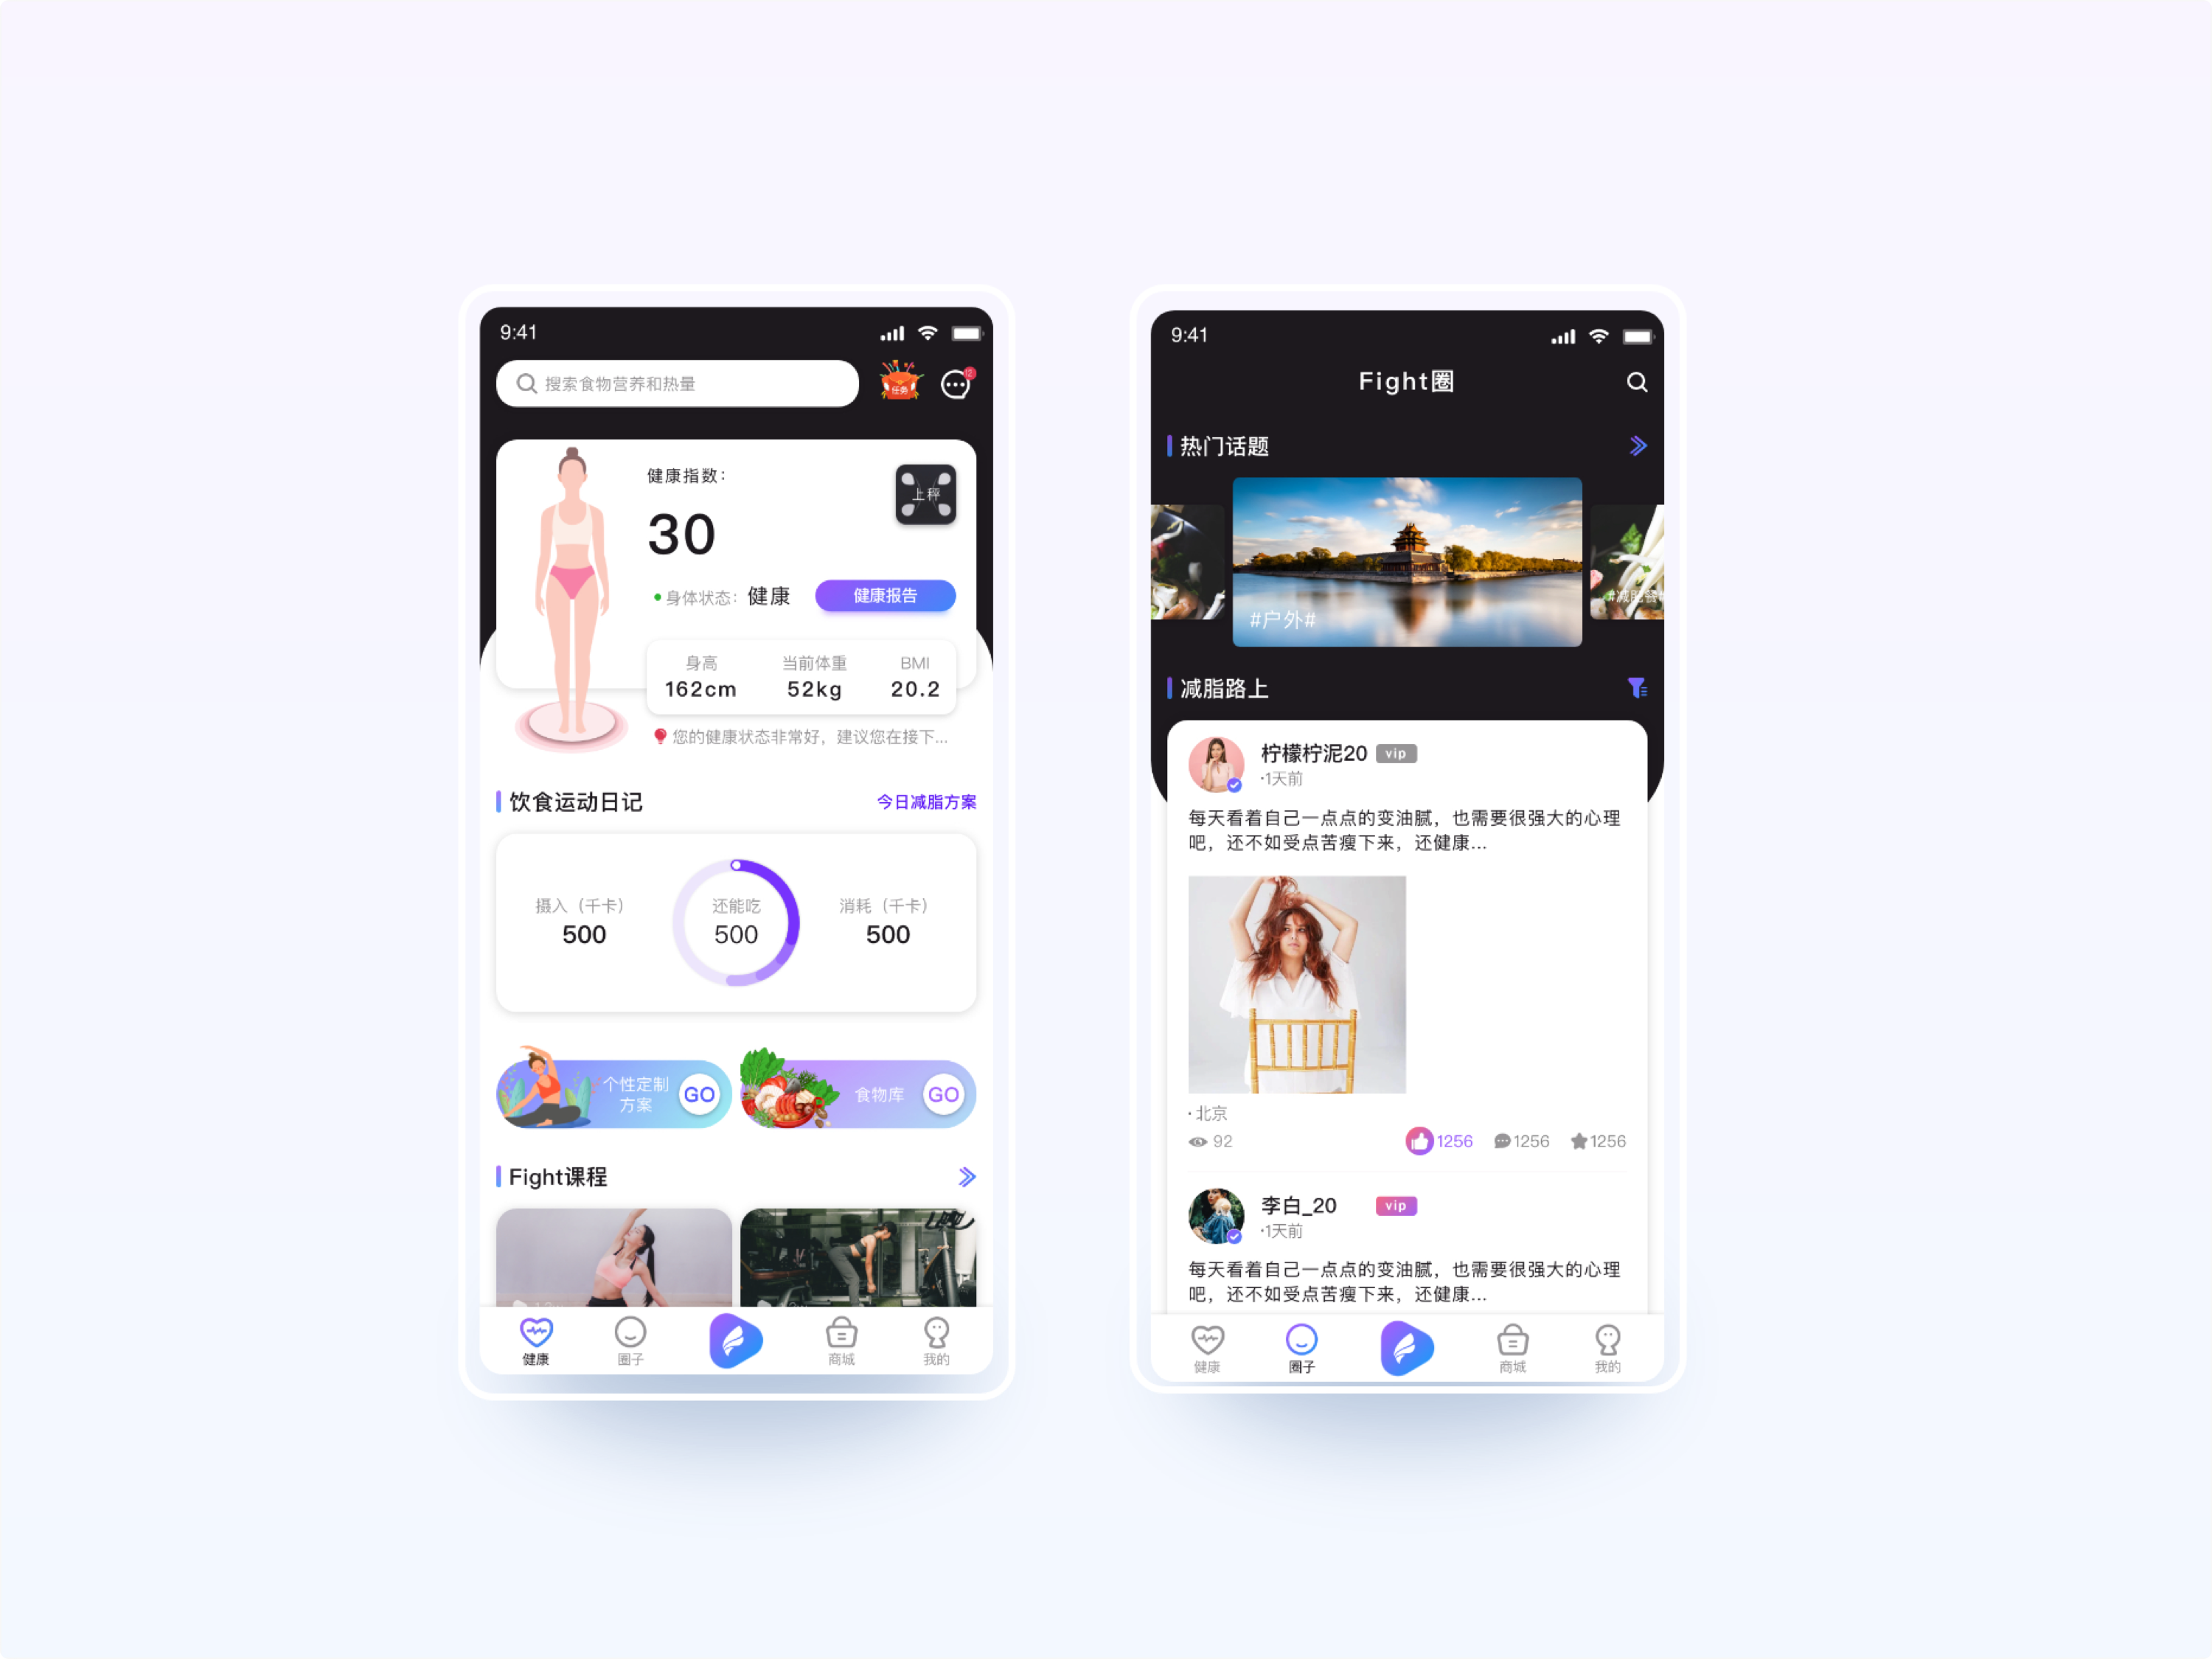 9:41
搜索食物营养和热量
任务
12
健康指数:
上秤
30
身体状态: 健康
健康报告
身高 当前体重 BMI
162cm 52kg 20.2
您的健康状态非常好，建议您在接下...
饮食运动日记 今日减脂方案
摄入（千卡） 还能吃 消耗（千卡）
500 500 500
个性定制
方案
GO
食物库
GO
Fight课程
健康 圈子 商城 我的
9:41
Fight圈
热门话题
#户外#
#减脂餐#
减脂路上
柠檬柠泥20 vip
·1天前
每天看着自己一点点的变油腻，也需要很强大的心理
吧，还不如受点苦瘦下来，还健康...
·北京
92 1256 1256 1256
李白_20 vip
·1天前
每天看着自己一点点的变油腻，也需要很强大的心理
吧，还不如受点苦瘦下来，还健康...
健康 圈子 商城 我的